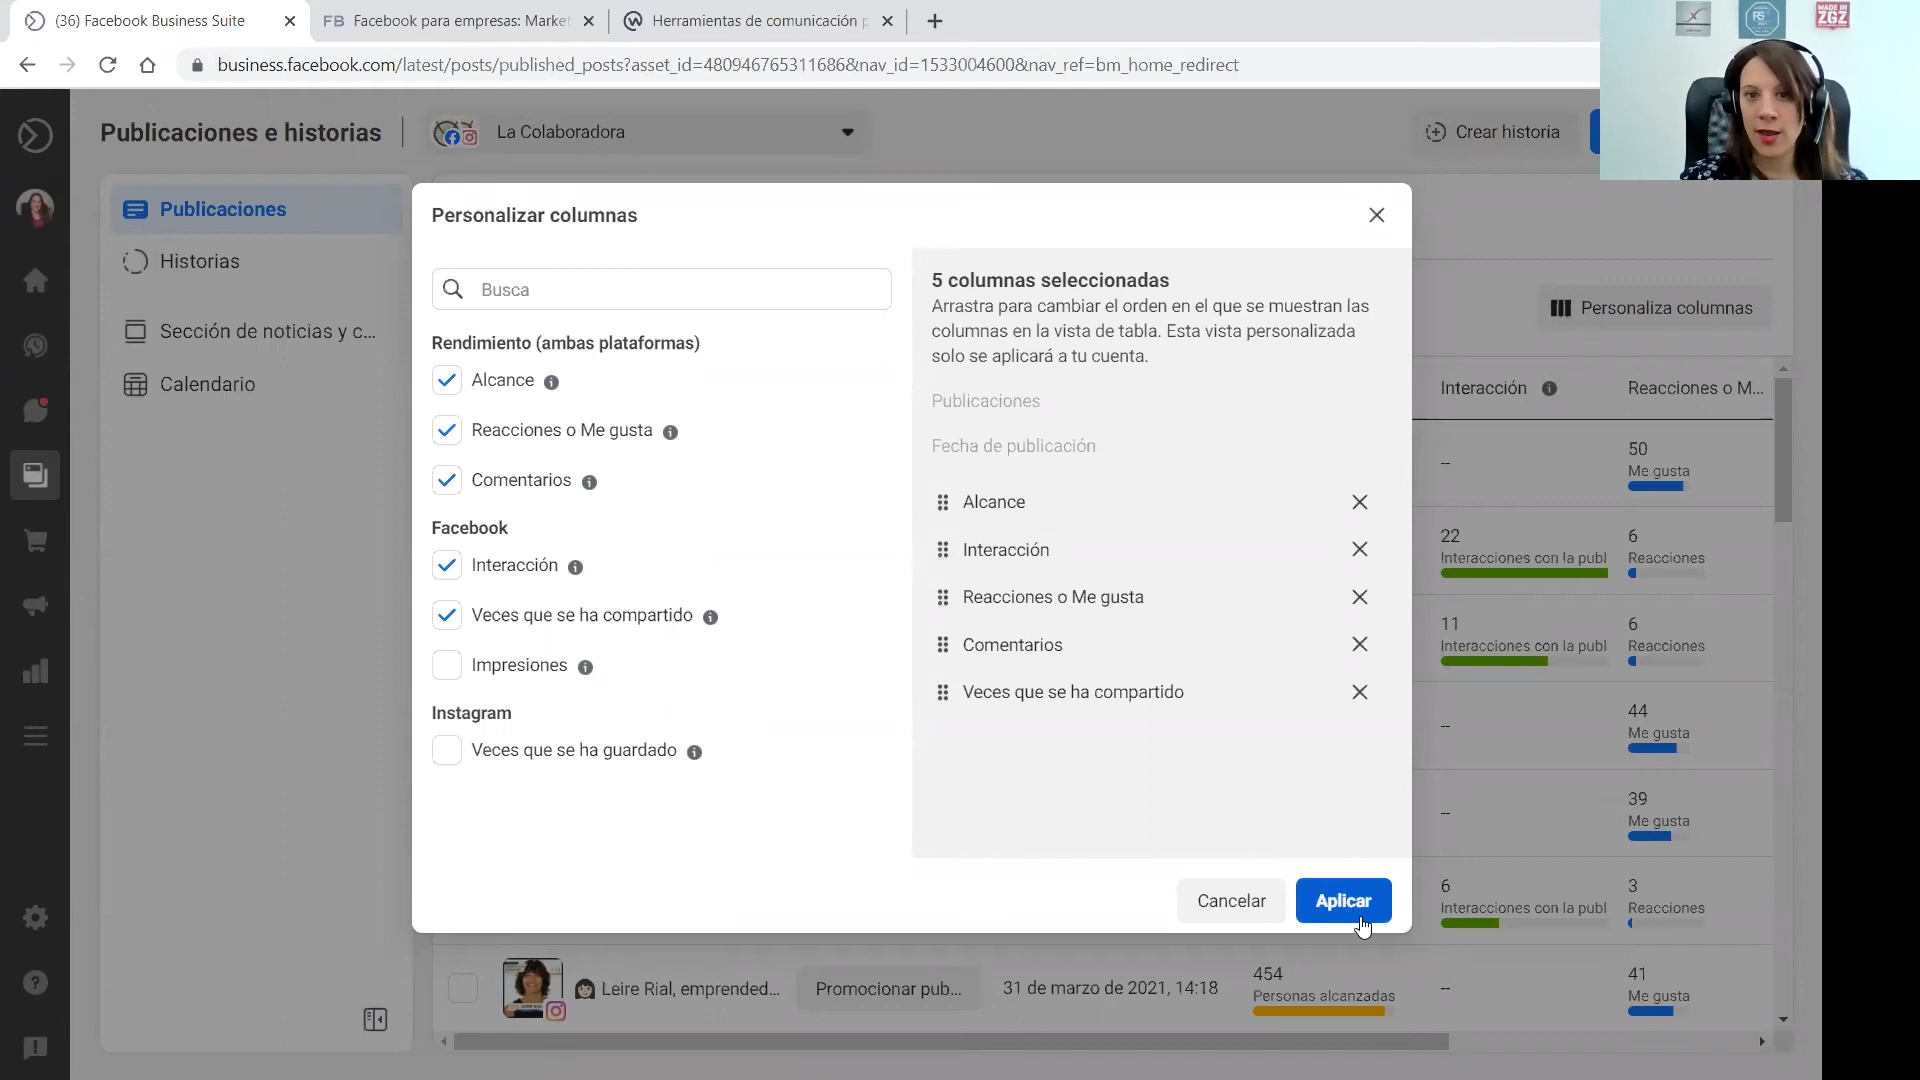 (36) Facebook Business Suite
FB Facebook para empresas: Market
Herramientas de comunicación p
business.facebook.com/latest/posts/published_posts?asset_id=480946765311686&nav_id=1533004600&nav_ref=bm_home_redirect
RS
MADE IN
ZGZ
Publicaciones e historias
La Colaboradora
Crear historia
Publicaciones
Historias
Sección de noticias y c...
Calendario
Personalizar columnas
Busca
Rendimiento (ambas plataformas)
Alcance
Reacciones o Me gusta
Comentarios
Facebook
Interacción
Veces que se ha compartido
Impresiones
Instagram
Veces que se ha guardado
5 columnas seleccionadas
Arrastra para cambiar el orden en el que se muestran las
columnas en la vista de tabla. Esta vista personalizada
solo se aplicará a tu cuenta.
Publicaciones
Fecha de publicación
Alcance
Interacción
Reacciones o Me gusta
Comentarios
Veces que se ha compartido
Cancelar
Aplicar
Personaliza columnas
Interacción
Reacciones o M...
--
50
Me gusta
22
Interacciones con la publ
6
Reacciones
11
Interacciones con la publ
6
Reacciones
--
44
Me gusta
--
39
Me gusta
6
Interacciones con la publ
3
Reacciones
Leire Rial, emprended...
Promocionar pub...
31 de marzo de 2021, 14:18
454
Personas alcanzadas
--
41
Me gusta